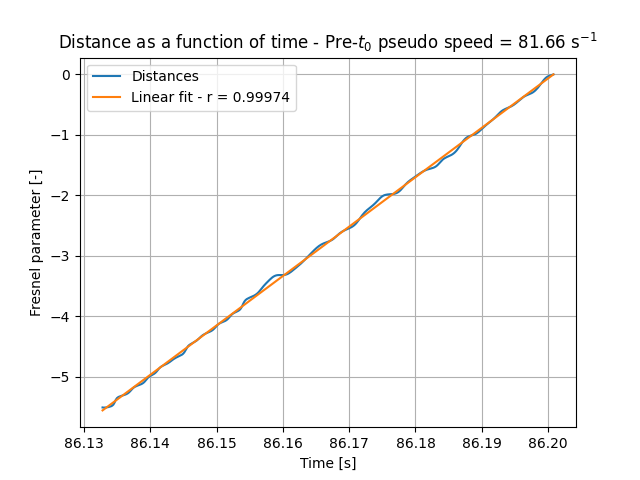 Distance as a function of time - Pre-$t_0$ pseudo speed = 81.66 s$^{-1}$
Distances
Linear fit - r = 0.99974
0
−1
−2
−3
−4
−5
Fresnel parameter [-]
86.13 86.14 86.15 86.16 86.17 86.18 86.19 86.20
Time [s]